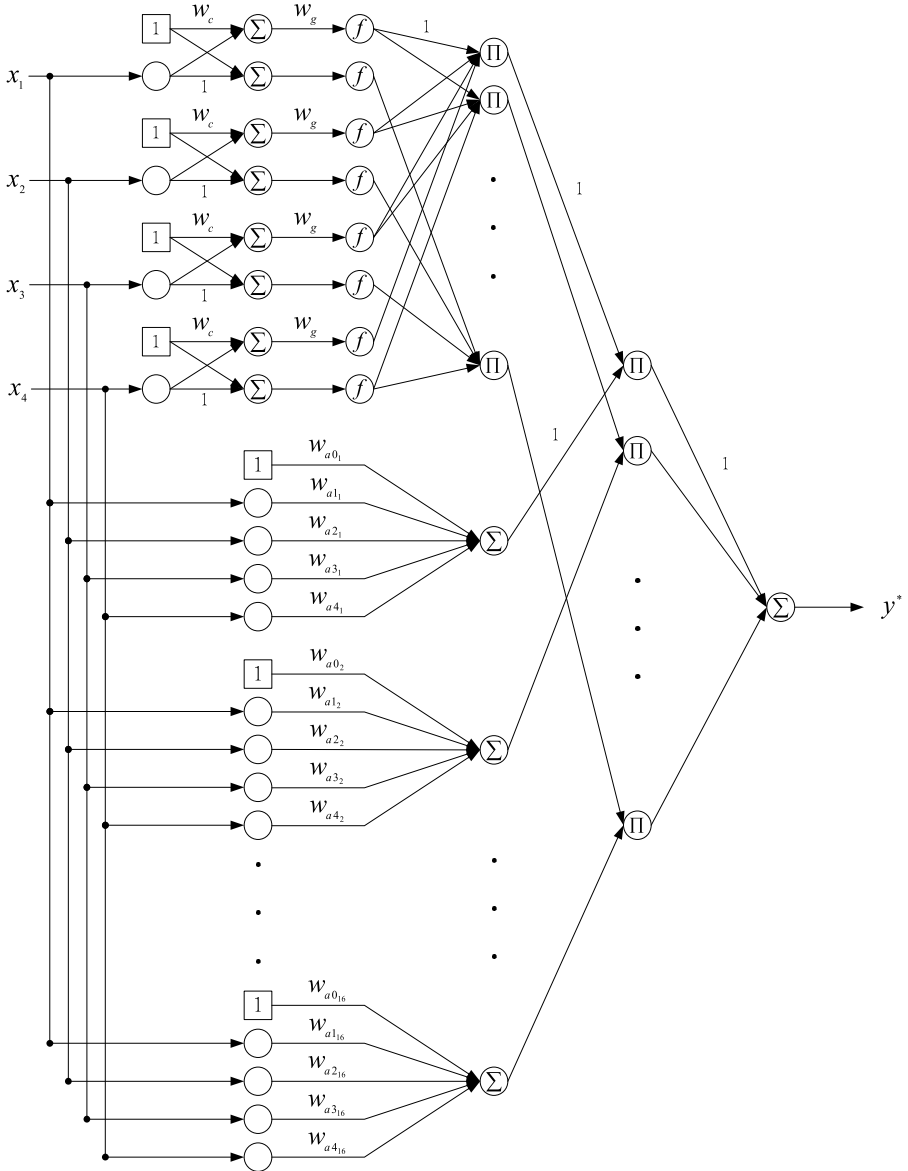 1 w_c Σ w_g f 1 Π
x_1 1 Σ f
Π
1 w_c Σ w_g f
x_2 1 Σ f
1
1 w_c Σ w_g f
x_3 1 Σ f
1 w_c Σ w_g f
Π Π
x_4 1 Σ f
1 w_{a0_1}
1 Π 1
w_{a1_1}
w_{a2_1} Σ
w_{a3_1}
w_{a4_1}
Σ y*
1 w_{a0_2}
w_{a1_2}
w_{a2_2} Σ
w_{a3_2}
w_{a4_2}
Π
1 w_{a0_{16}}
w_{a1_{16}}
w_{a2_{16}} Σ
w_{a3_{16}}
w_{a4_{16}}